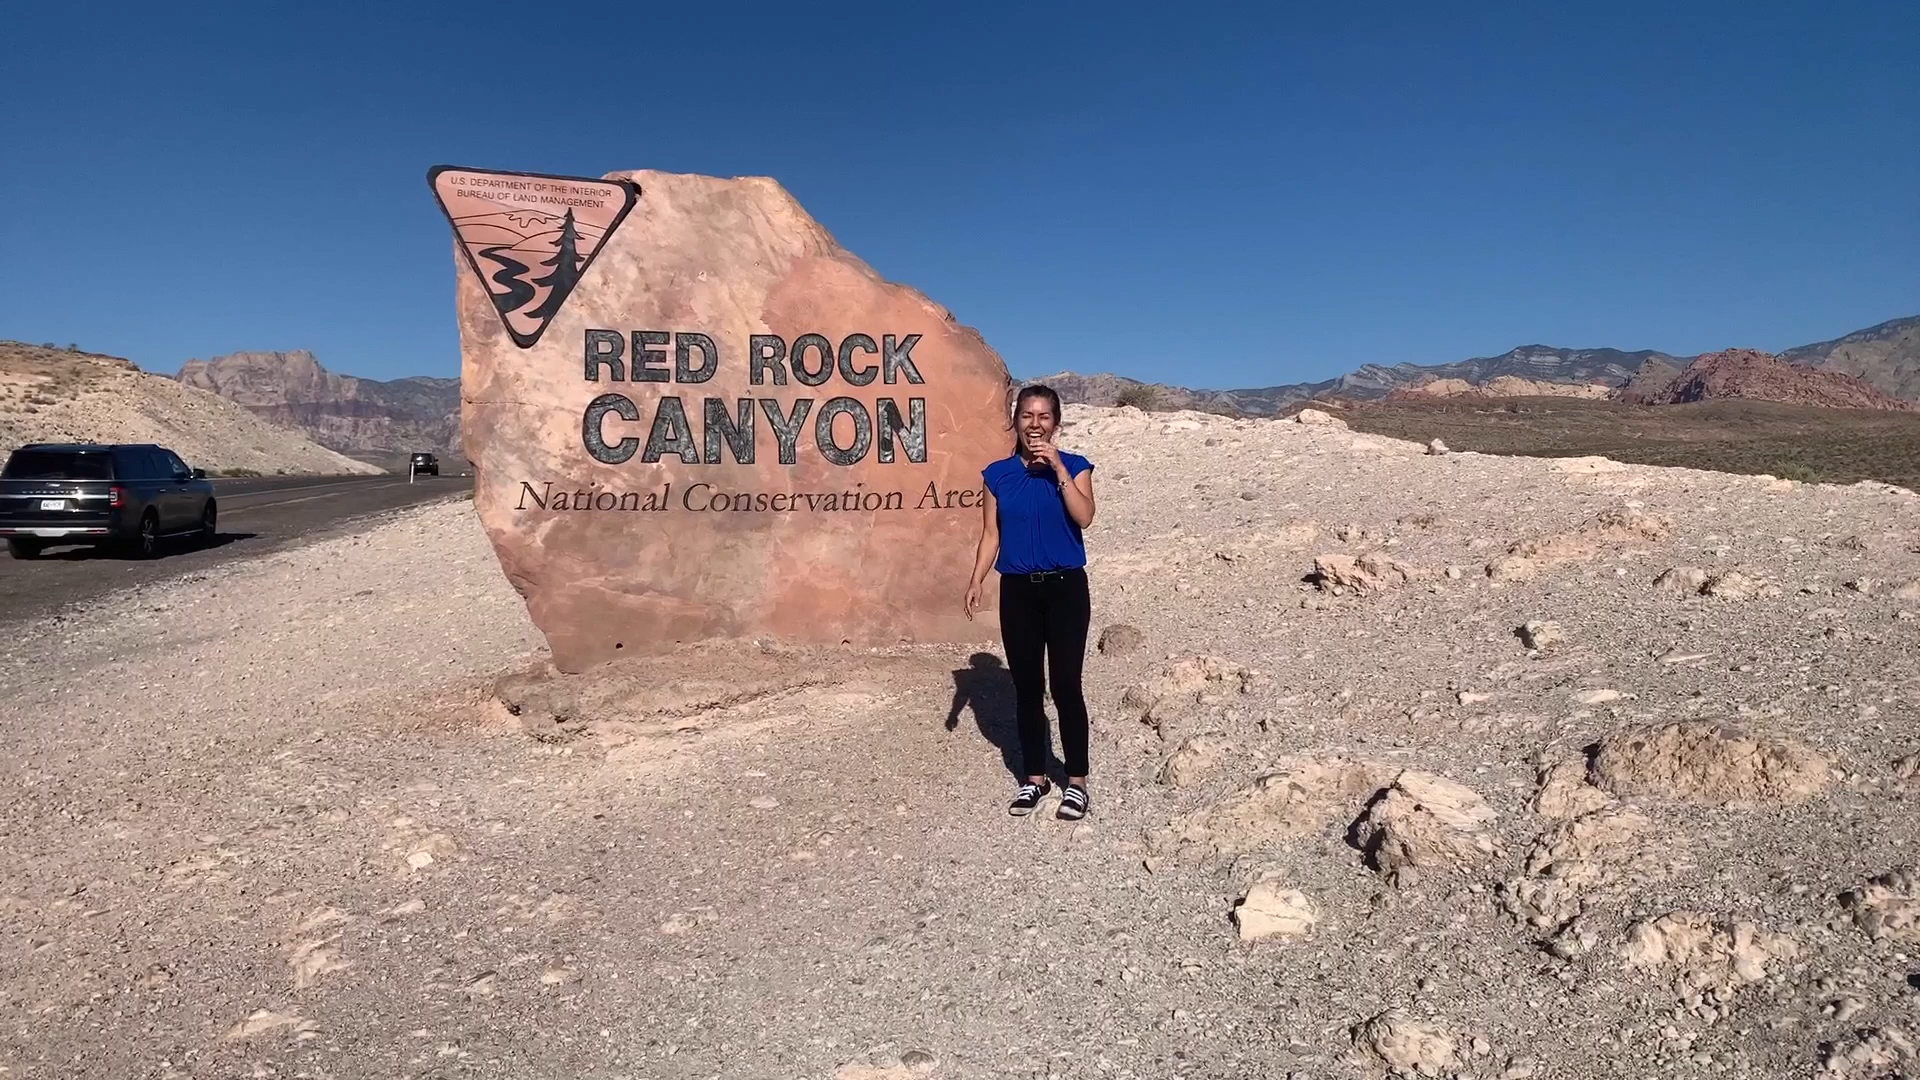 U.S. DEPARTMENT OF THE INTERIOR
BUREAU OF LAND MANAGEMENT
RED ROCK
CANYON
National Conservation Area